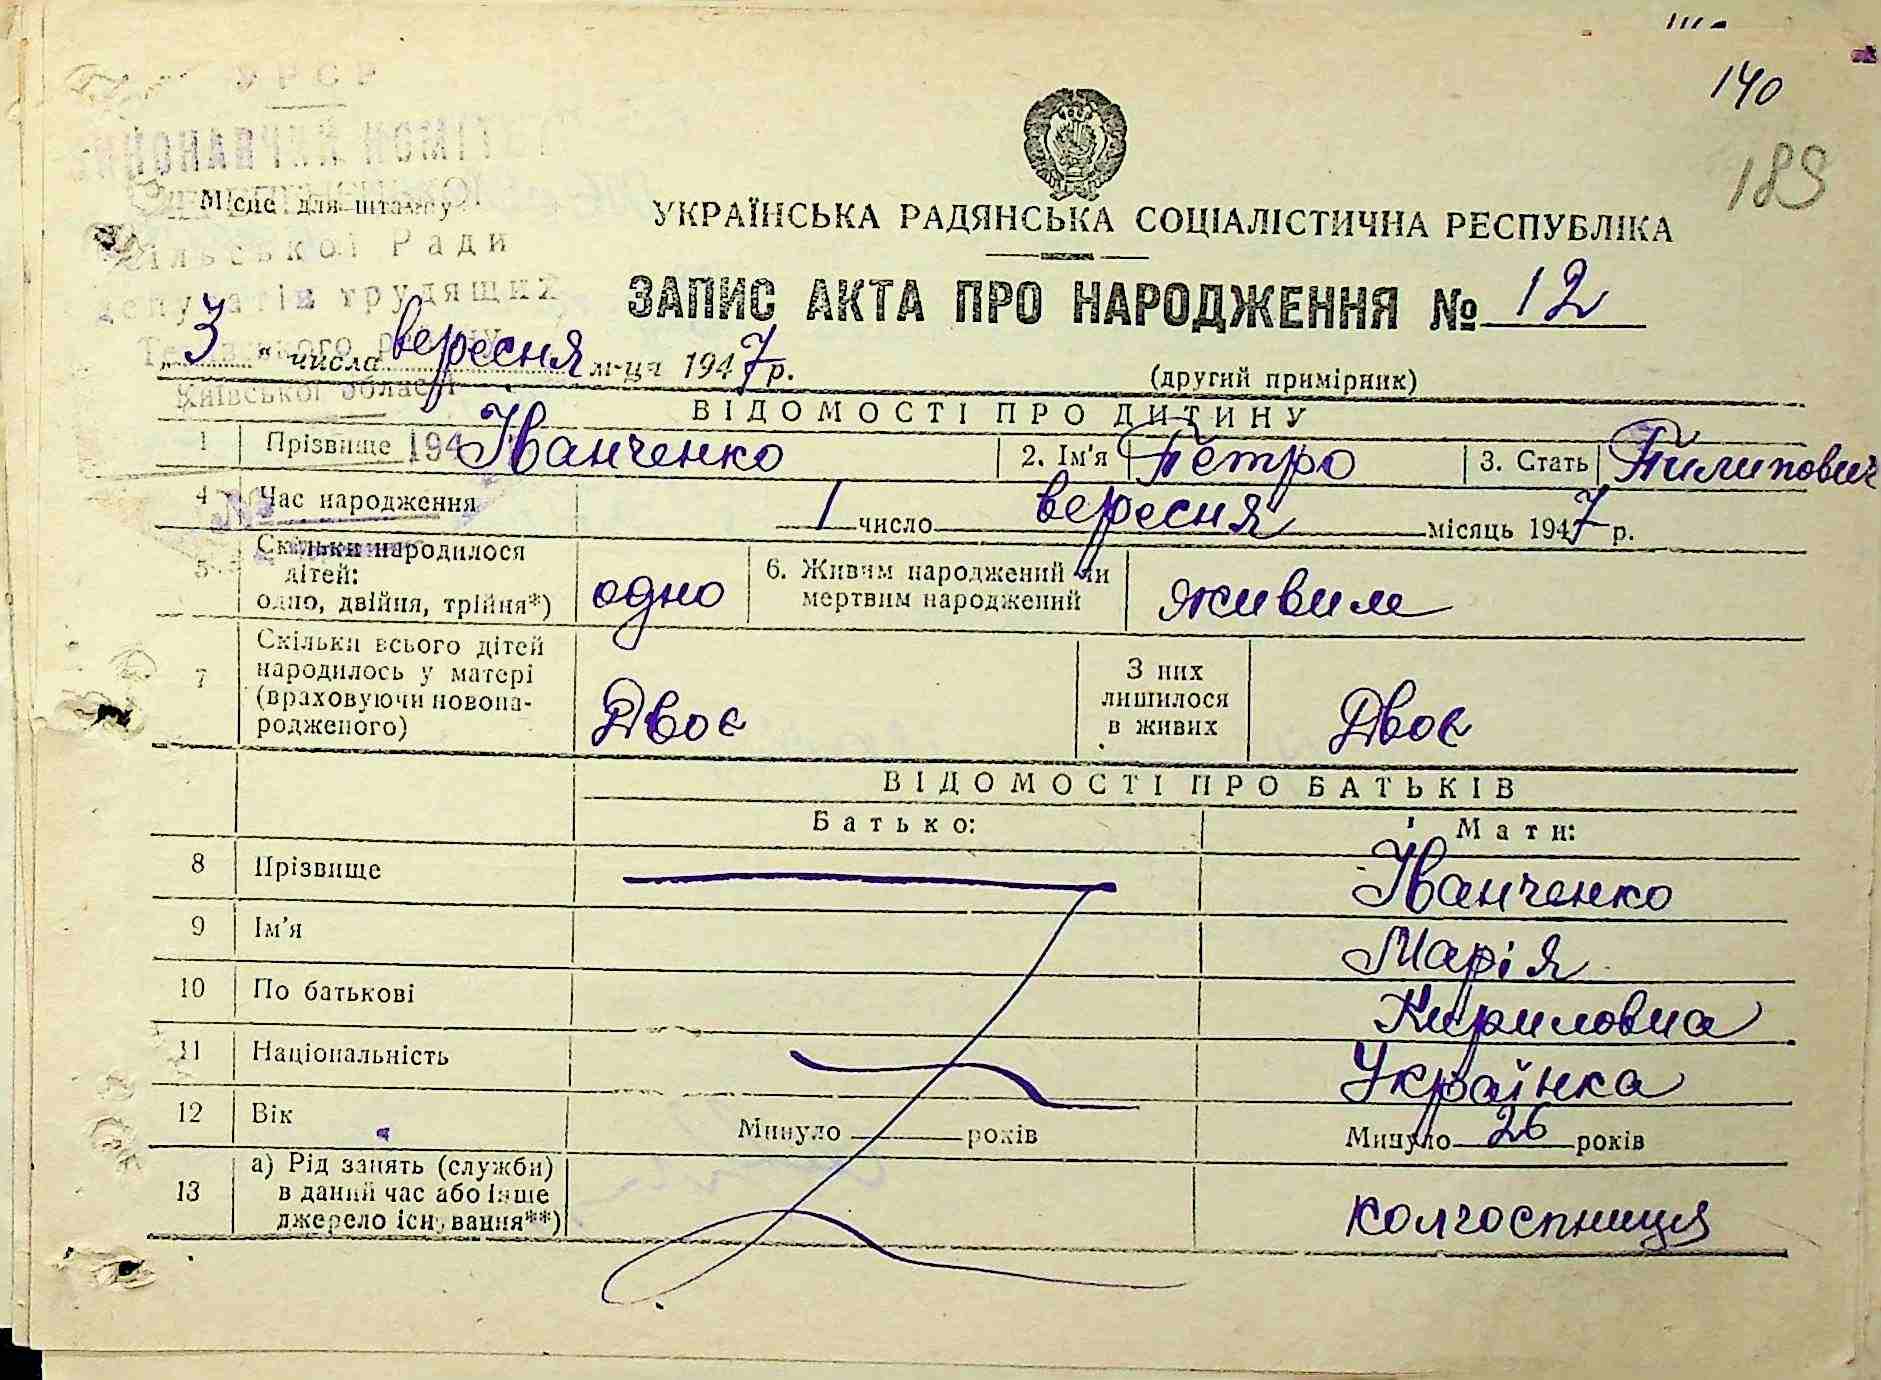 140
189
УРСР
Місце для штампу
Сільської Ради
депутатів трудящих
Київської області
194
УКРАЇНСЬКА РАДЯНСЬКА СОЦІАЛІСТИЧНА РЕСПУБЛІКА
ЗАПИС АКТА ПРО НАРОДЖЕННЯ № 12
„3" числа вересня м-ця 1947 р.
(другий примірник)
ВІДОМОСТІ ПРО ДИТИНУ
1 Прізвище Іванченко 2. Ім'я Петро 3. Стать Пилипович
4 Час народження 1 число вересня місяць 1947 р.
5 Скільки народилося дітей: одно, двійня, трійня*) одно 6. Живим народжений чи мертвим народжений живим
7 Скільки всього дітей народилось у матері (враховуючи новонародженого) Двоє З них лишилося в живих Двоє
ВІДОМОСТІ ПРО БАТЬКІВ
Батько: Мати:
8 Прізвище Іванченко
9 Ім'я Марія
10 По батькові Кириловна
11 Національність Українка
12 Вік Минуло років Минуло 26 років
13 а) Рід занять (служби) в даний час або інше джерело існування**) колгоспниця